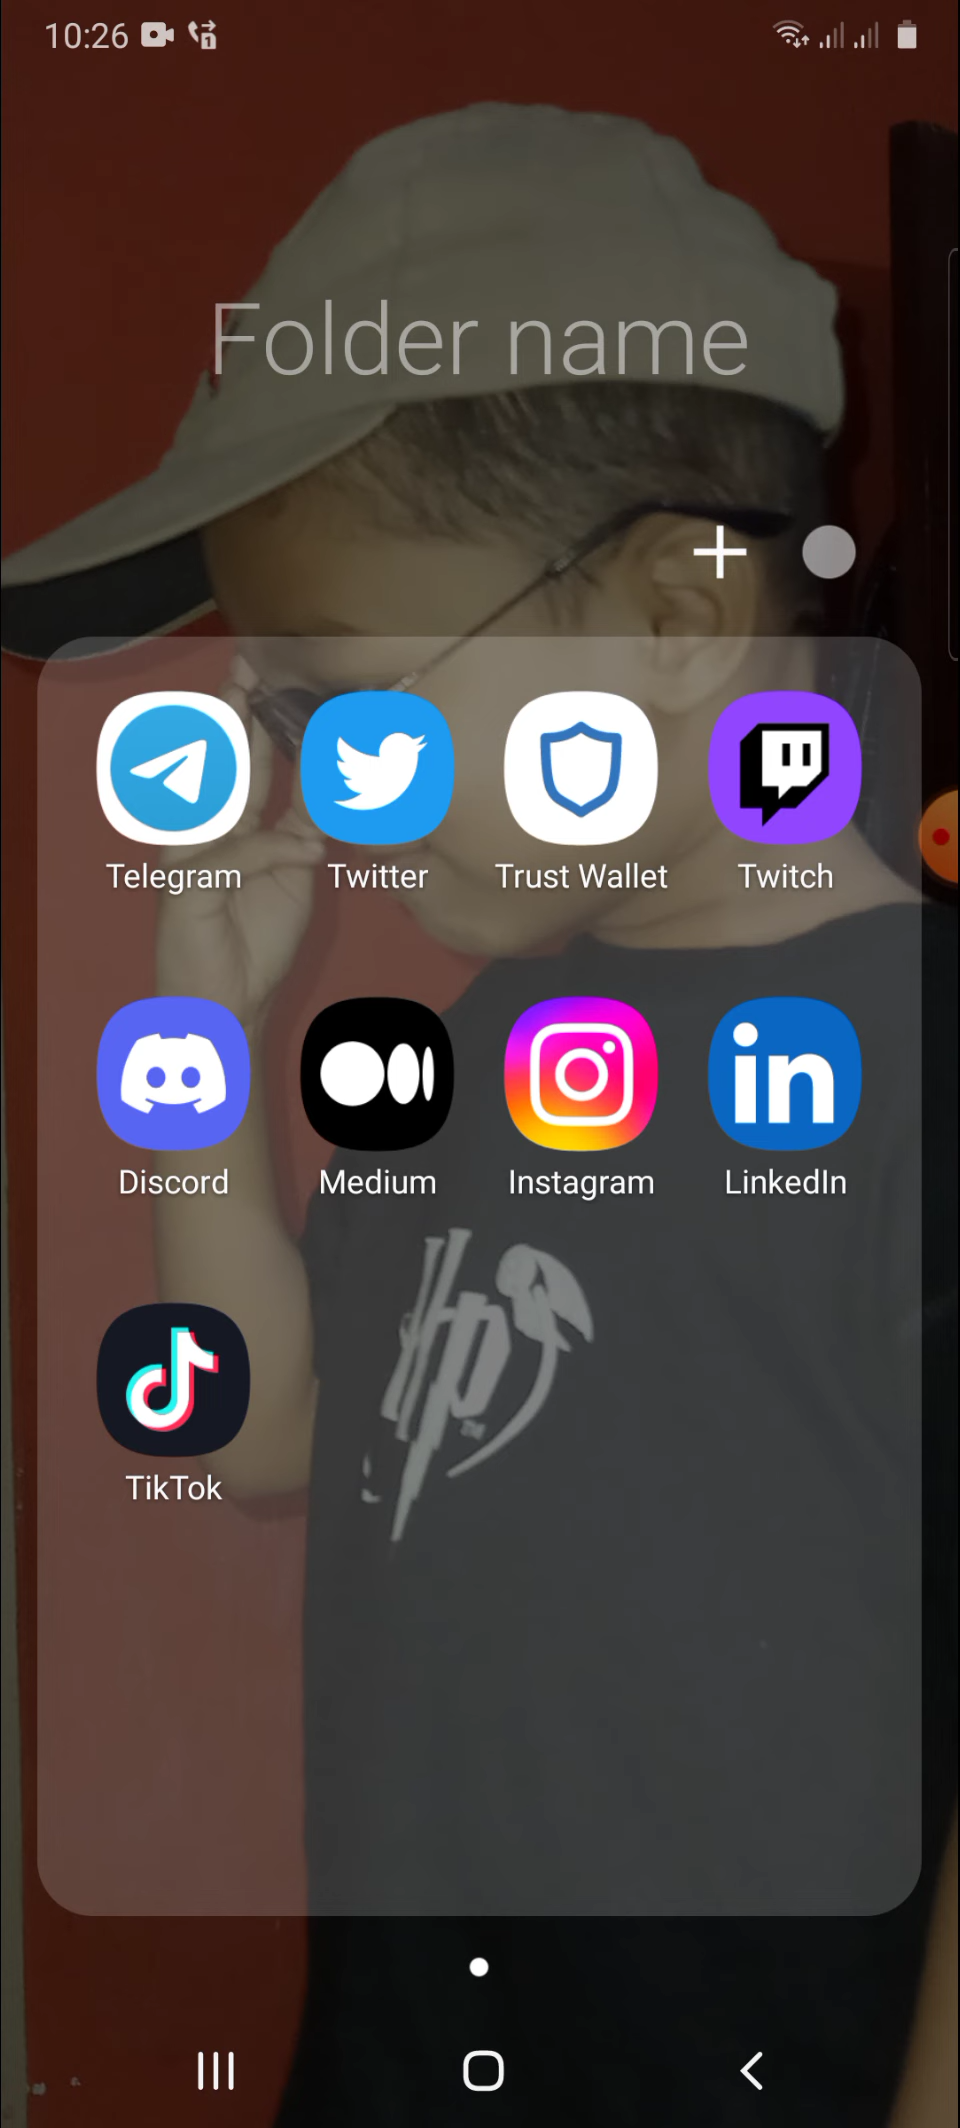 10:26
Folder name
Telegram Twitter Trust Wallet Twitch
Discord Medium Instagram LinkedIn
TikTok